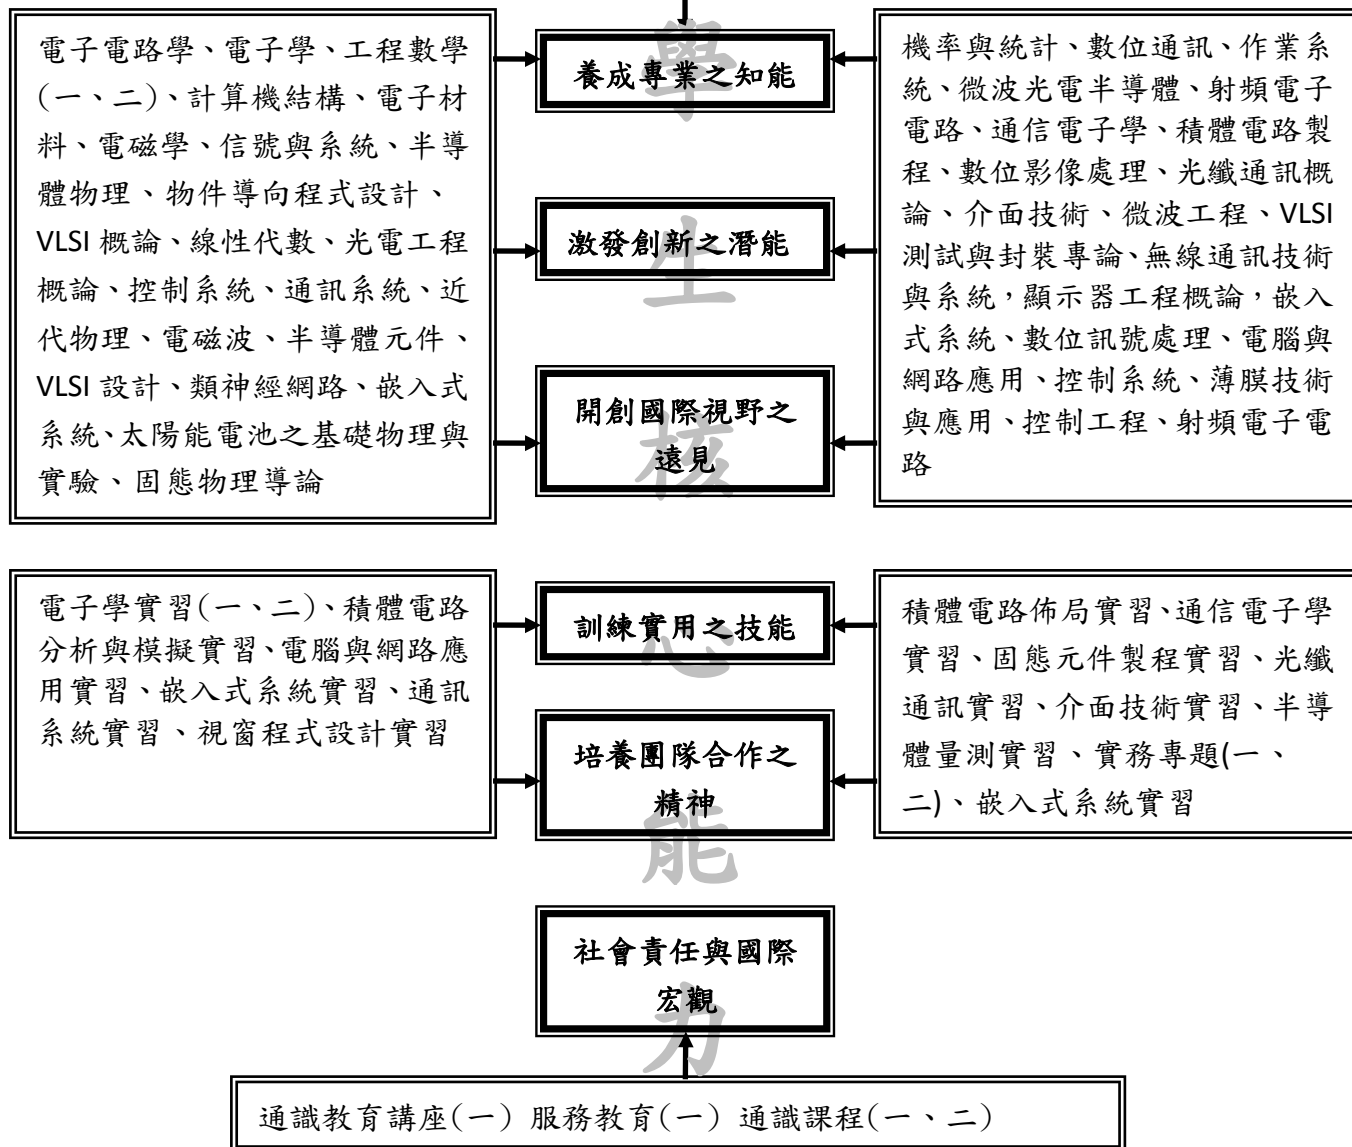 電子電路學、電子學、工程數學
(一、二)、計算機結構、電子材
料、電磁學、信號與系統、半導
體物理、物件導向程式設計、
VLSI 概論、線性代數、光電工程
概論、控制系統、通訊系統、近
代物理、電磁波、半導體元件、
VLSI 設計、類神經網路、嵌入式
系統、太陽能電池之基礎物理與
實驗、固態物理導論
養成專業之知能
激發創新之潛能
開創國際視野之
遠見
機率與統計、數位通訊、作業系
統、微波光電半導體、射頻電子
電路、通信電子學、積體電路製
程、數位影像處理、光纖通訊概
論、介面技術、微波工程、VLSI
測試與封裝專論、無線通訊技術
與系統，顯示器工程概論，嵌入
式系統、數位訊號處理、電腦與
網路應用、控制系統、薄膜技術
與應用、控制工程、射頻電子電
路
電子學實習(一、二)、積體電路
分析與模擬實習、電腦與網路應
用實習、嵌入式系統實習、通訊
系統實習、視窗程式設計實習
訓練實用之技能
培養團隊合作之
精神
積體電路佈局實習、通信電子學
實習、固態元件製程實習、光纖
通訊實習、介面技術實習、半導
體量測實習、實務專題(一、
二)、嵌入式系統實習
社會責任與國際
宏觀
通識教育講座(一) 服務教育(一) 通識課程(一、二)
學
生
核
心
能
力